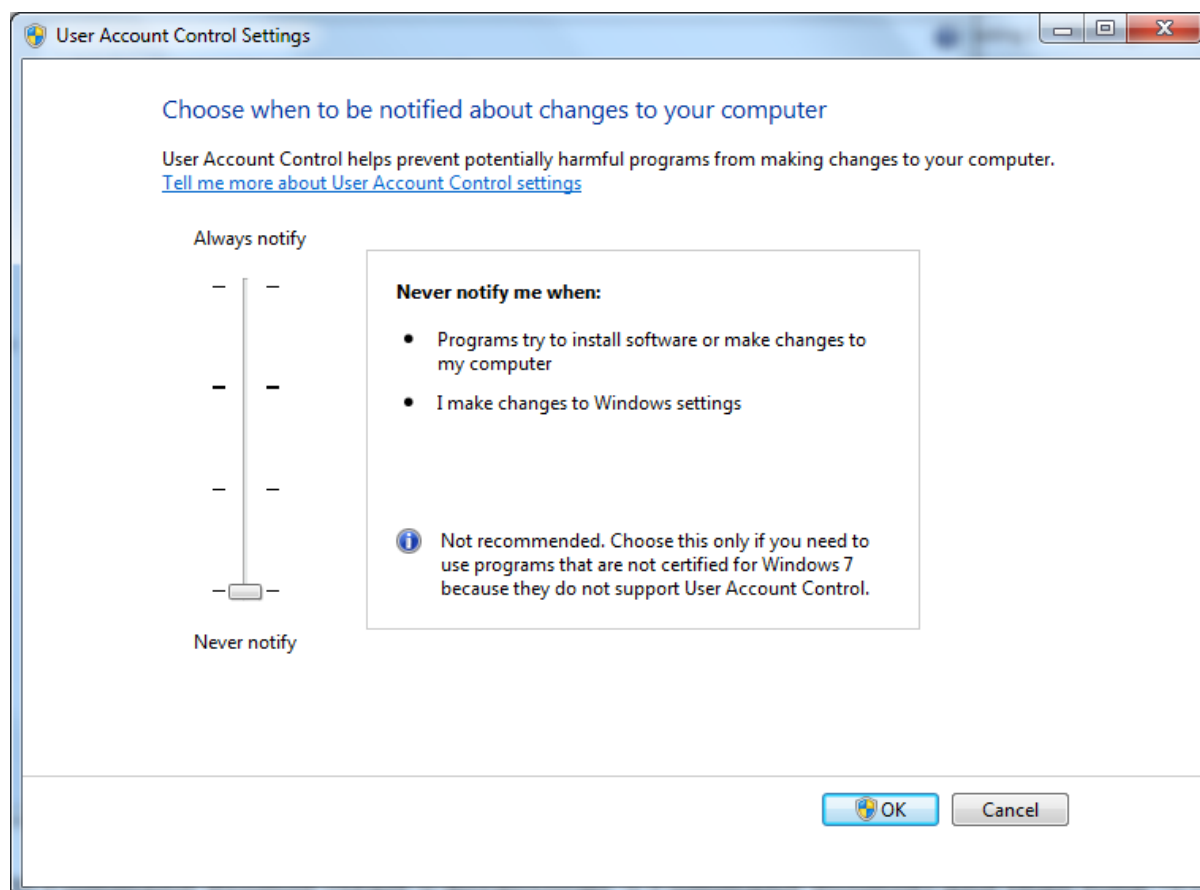 User Account Control Settings
Choose when to be notified about changes to your computer
User Account Control helps prevent potentially harmful programs from making changes to your computer.
Tell me more about User Account Control settings
Always notify
Never notify me when:
Programs try to install software or make changes to
my computer
I make changes to Windows settings
Not recommended. Choose this only if you need to
use programs that are not certified for Windows 7
because they do not support User Account Control.
Never notify
OK
Cancel